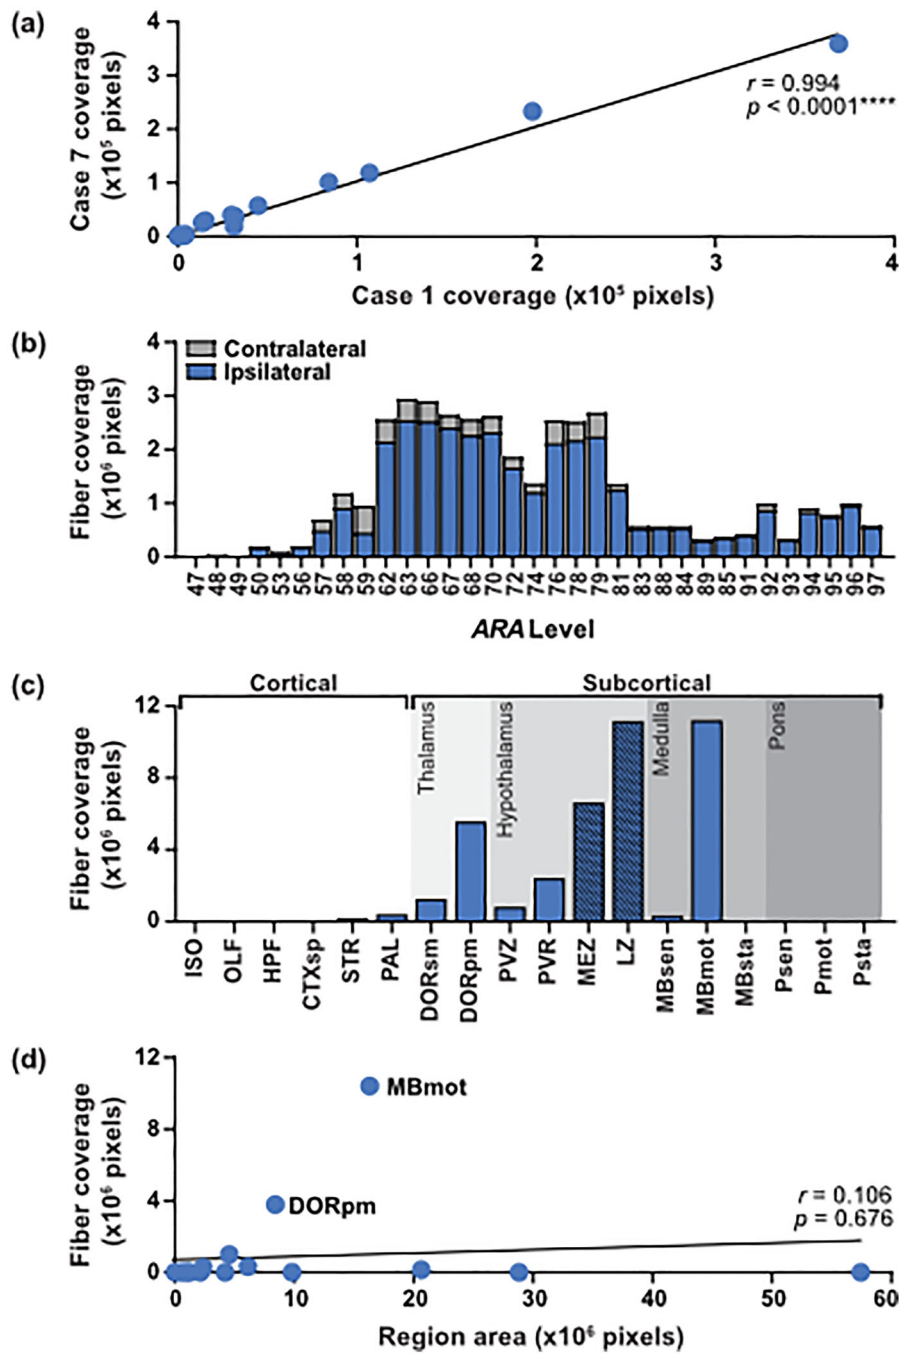 (a)
Case 7 coverage
(x10⁵ pixels)
4
3
2
1
0
r = 0.994
p < 0.0001****
0 1 2 3 4
Case 1 coverage (x10⁵ pixels)
(b)
Fiber coverage
(x10⁶ pixels)
4
3
2
1
0
Contralateral
Ipsilateral
47 48 49 50 53 56 57 58 59 62 63 66 67 68 70 72 74 76 78 79 81 83 88 84 89 85 91 92 93 94 95 96 97
ARA Level
(c)
Cortical Subcortical
Fiber coverage
(x10⁶ pixels)
12
8
4
0
Thalamus
Hypothalamus
Medulla
Pons
ISO OLF HPF CTXsp STR PAL DORsm DORpm PVZ PVR MEZ LZ MBsen MBmot MBsta Psen Pmot Psta
(d)
Fiber coverage
(x10⁶ pixels)
12
8
4
0
MBmot
DORpm
r = 0.106
p = 0.676
0 10 20 30 40 50 60
Region area (x10⁶ pixels)